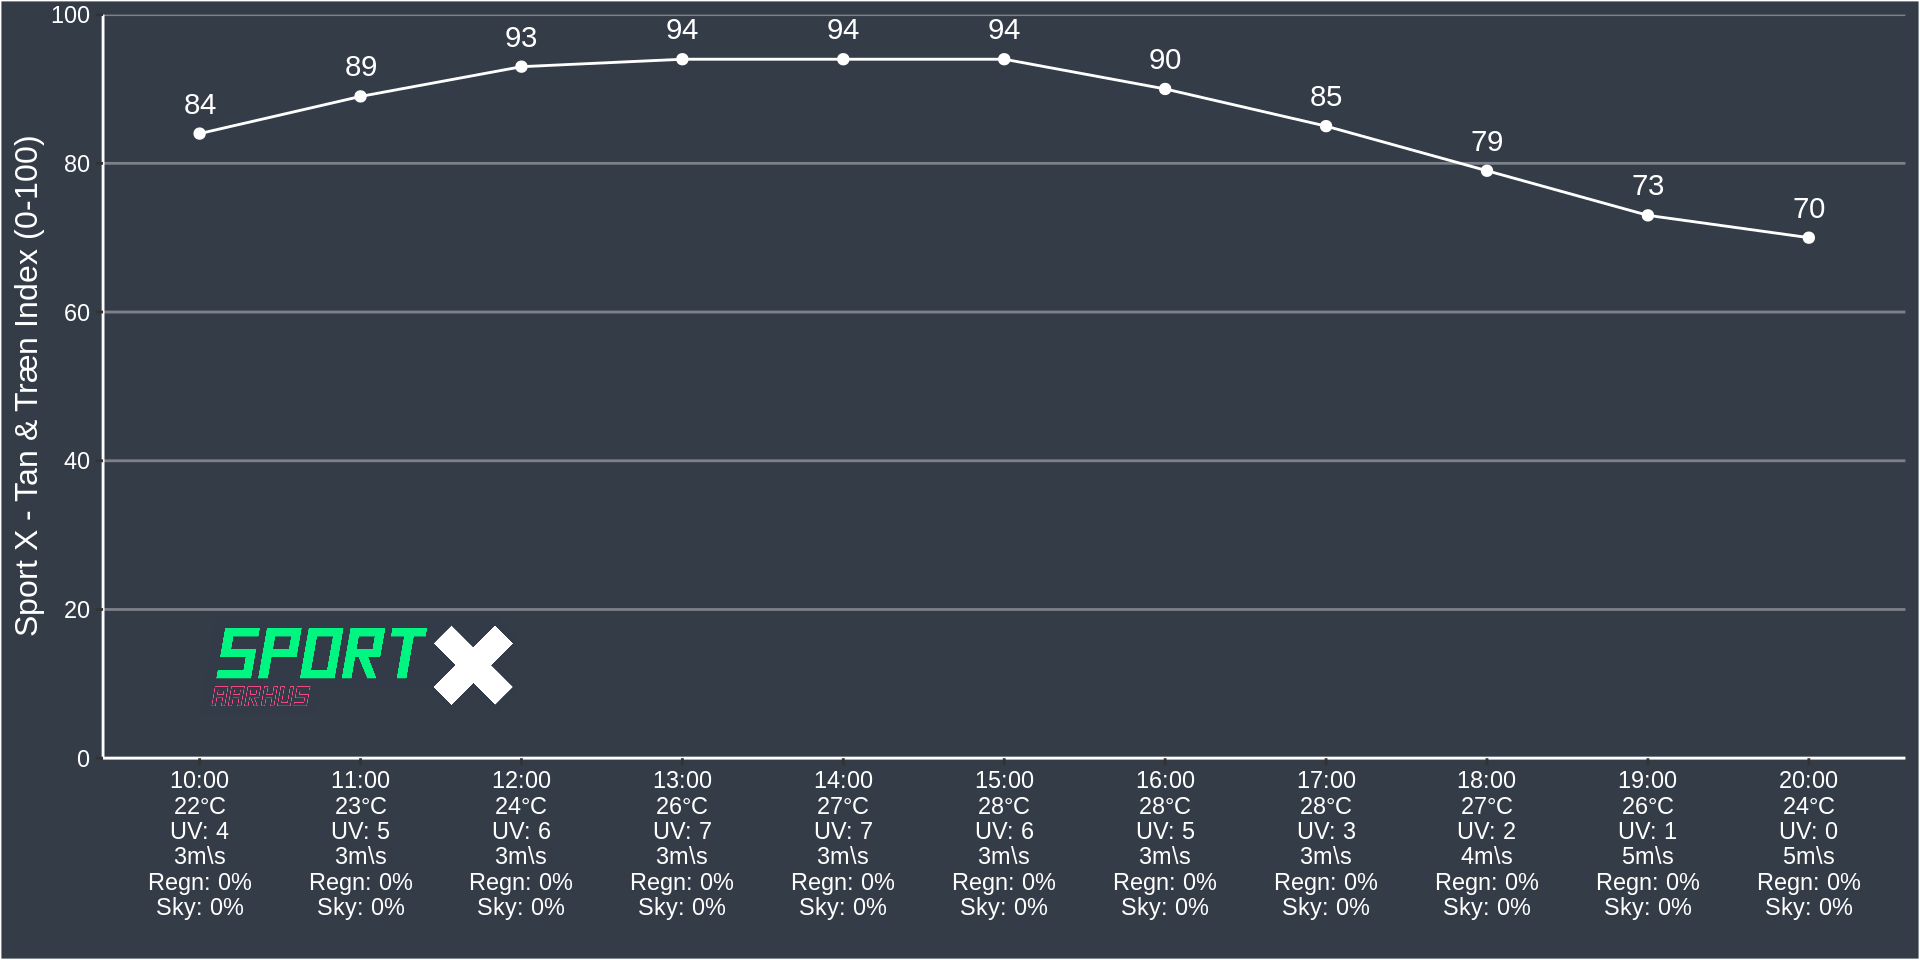 Sport X - Tan & Træn Index (0-100)
100
80
60
40
20
0
84
89
93
94
94
94
90
85
79
73
70
SPORT X
AARHUS
10:00 11:00 12:00 13:00 14:00 15:00 16:00 17:00 18:00 19:00 20:00
22°C 23°C 24°C 26°C 27°C 28°C 28°C 28°C 27°C 26°C 24°C
UV: 4 UV: 5 UV: 6 UV: 7 UV: 7 UV: 6 UV: 5 UV: 3 UV: 2 UV: 1 UV: 0
3m\s 3m\s 3m\s 3m\s 3m\s 3m\s 3m\s 3m\s 4m\s 5m\s 5m\s
Regn: 0% Regn: 0% Regn: 0% Regn: 0% Regn: 0% Regn: 0% Regn: 0% Regn: 0% Regn: 0% Regn: 0% Regn: 0%
Sky: 0% Sky: 0% Sky: 0% Sky: 0% Sky: 0% Sky: 0% Sky: 0% Sky: 0% Sky: 0% Sky: 0% Sky: 0%